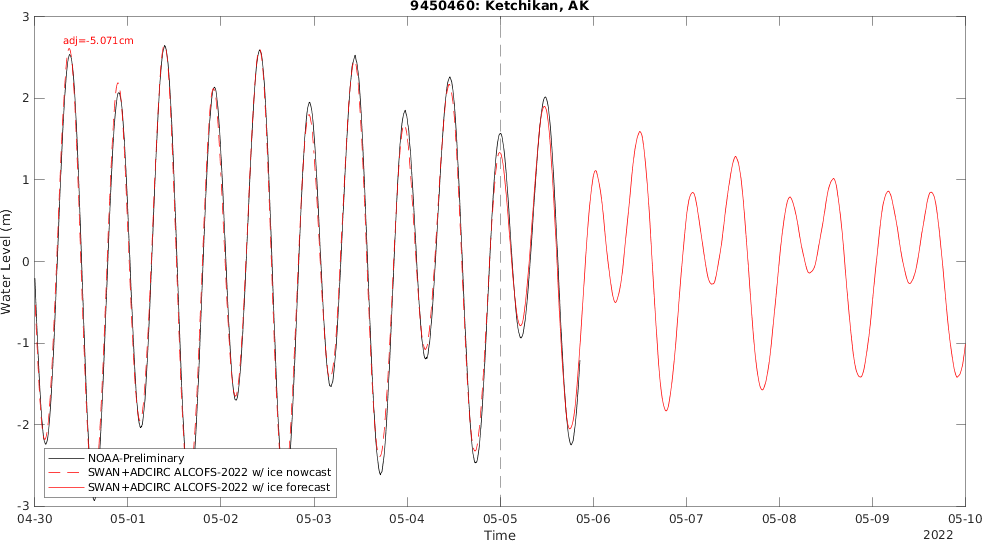 9450460: Ketchikan, AK
adj=-5.071cm
3
2
1
0
-1
-2
-3
Water Level (m)
NOAA-Preliminary
SWAN+ADCIRC ALCOFS-2022 w/ ice nowcast
SWAN+ADCIRC ALCOFS-2022 w/ ice forecast
04-30 05-01 05-02 05-03 05-04 05-05 05-06 05-07 05-08 05-09 05-10
Time
2022